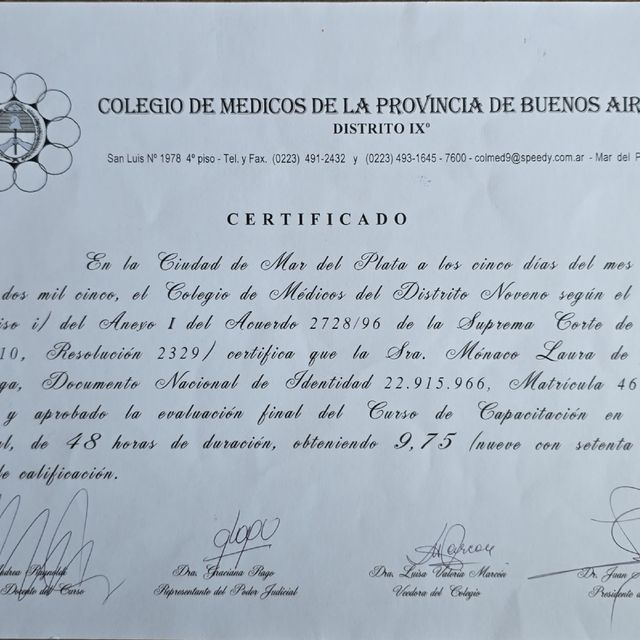 COLEGIO DE MEDICOS DE LA PROVINCIA DE BUENOS AIR
DISTRITO IXº
San Luis Nº 1978 4º piso - Tel. y Fax. (0223) 491-2432 y (0223) 493-1645 - 7600 - colmed9@speedy.com.ar - Mar del P
CERTIFICADO
En la Ciudad de Mar del Plata a los cinco días del mes
dos mil cinco, el Colegio de Médicos del Distrito Noveno según el
iso i) del Anexo I del Acuerdo 2728/96 de la Suprema Corte de
10, Resolución 2329) certifica que la Sra. Mónaco Laura de
ga, Documento Nacional de Identidad 22.915.966, Matrícula 46
y aprobado la evaluación final del Curso de Capacitación en
al, de 48 horas de duración, obteniendo 9,75 (nueve con setenta
de calificación.
Dra. Graciana Rago
Representantes del Poder Judicial
Dra. Luisa Valeria Marcón
Veedora del Colegio
Dr. Juan
Presidente
Docente del Curso